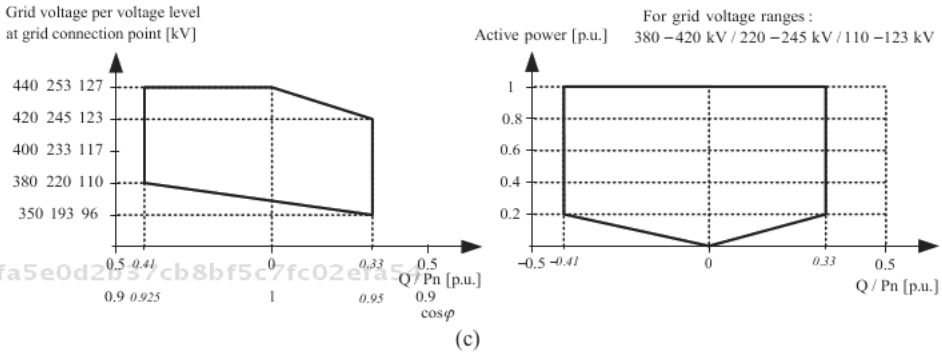 Grid voltage per voltage level
at grid connection point [kV]
440 253 127
420 245 123
400 233 117
380 220 110
350 193 96
0.5 -0.41 0 0.33 0.5
Q / Pn [p.u.]
0.9 0.925 1 0.95 0.9
cosφ
For grid voltage ranges :
Active power [p.u.] 380 –420 kV / 220 –245 kV / 110 –123 kV
1
0.8
0.6
0.4
0.2
–0.5 -0.41 0 0.33 0.5
Q / Pn [p.u.]
(c)